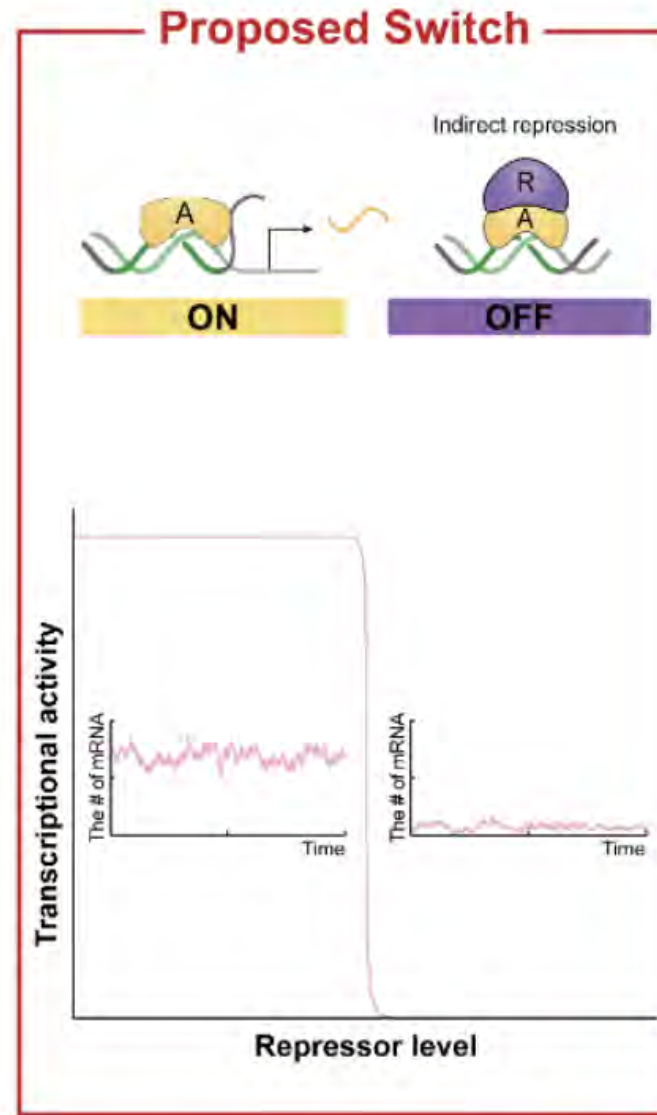 Proposed Switch
Indirect repression
A
R
A
ON
OFF
Transcriptional activity
The # of mRNA
Time
The # of mRNA
Time
Repressor level